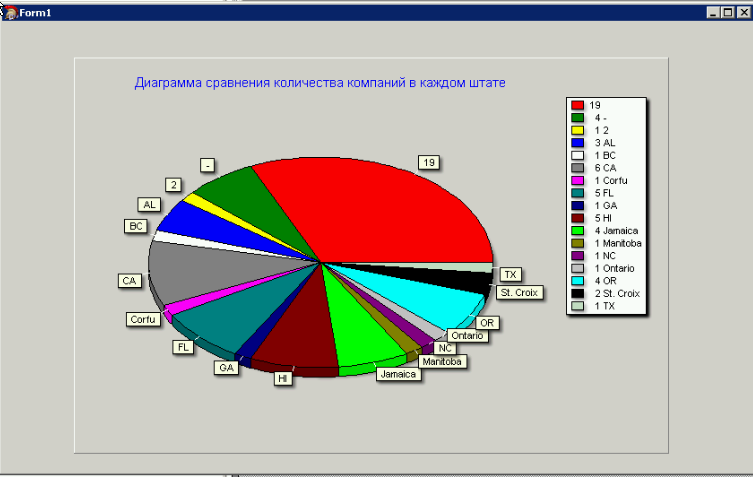 Form1
Диаграмма сравнения количества компаний в каждом штате
19
4 -
1 2
3 AL
1 BC
6 CA
1 Corfu
5 FL
1 GA
5 HI
4 Jamaica
1 Manitoba
1 NC
1 Ontario
4 OR
2 St. Croix
1 TX
19
-
2
AL
BC
CA
Corfu
FL
GA
HI
Jamaica
Manitoba
NC
Ontario
OR
St. Croix
TX